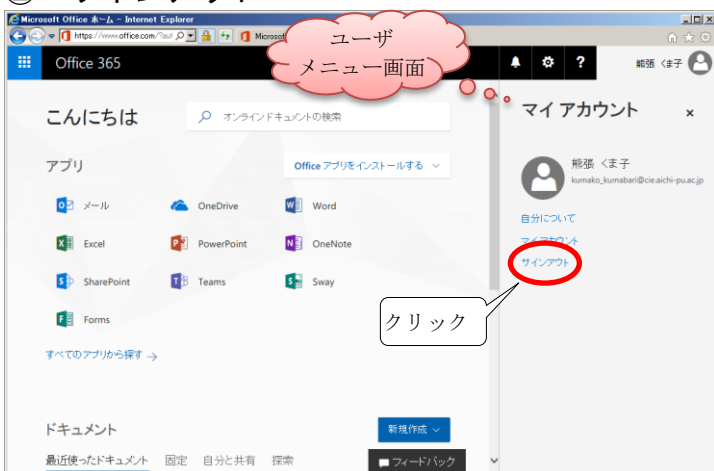 Microsoft Office ホーム - Internet Explorer
https://www.office.com/?aut
Microsof
ユーザ
メニュー画面
Office 365
?
熊張 くま子
こんにちは
オンラインドキュメントの検索
マイ アカウント
×
アプリ
Office アプリをインストールする
熊張 くま子
kumako_kumabari@cie.aichi-pu.ac.jp
メール
OneDrive
Word
自分について
Excel
PowerPoint
OneNote
マイアカウント
サインアウト
SharePoint
Teams
Sway
クリック
Forms
すべてのアプリから探す →
ドキュメント
新規作成
最近使ったドキュメント
固定
自分と共有
探索
フィードバック